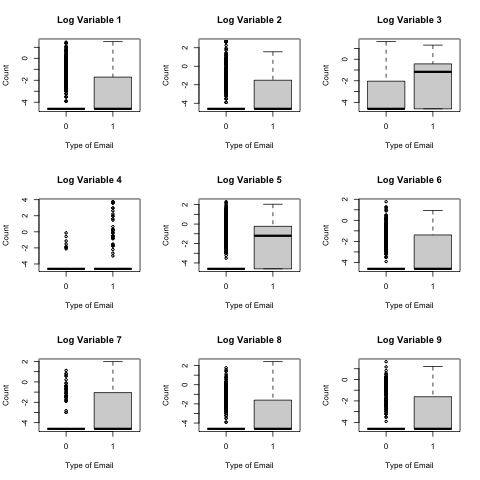 Log Variable 1
Count
0
-2
-4
0
1
Type of Email
Log Variable 2
Count
2
0
-2
-4
0
1
Type of Email
Log Variable 3
Count
0
-2
-4
0
1
Type of Email
Log Variable 4
Count
4
2
0
-2
-4
0
1
Type of Email
Log Variable 5
Count
2
0
-2
-4
0
1
Type of Email
Log Variable 6
Count
2
0
-2
-4
0
1
Type of Email
Log Variable 7
Count
2
0
-2
-4
0
1
Type of Email
Log Variable 8
Count
2
0
-2
-4
0
1
Type of Email
Log Variable 9
Count
0
-2
-4
0
1
Type of Email